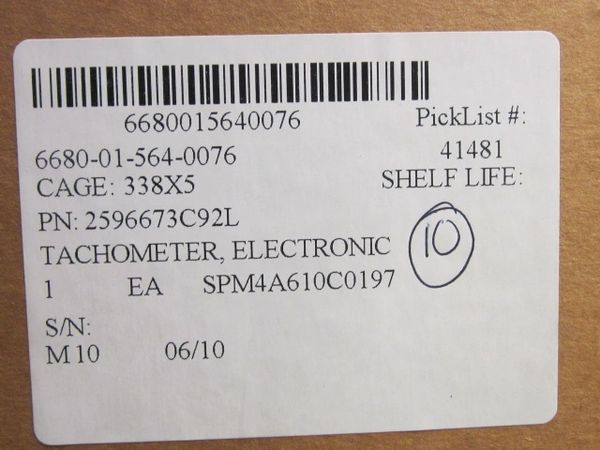 6680015640076
PickList #:
6680-01-564-0076
41481
CAGE: 338X5
SHELF LIFE:
PN: 2596673C92L
TACHOMETER, ELECTRONIC
10
1 EA SPM4A610C0197
S/N:
M 10 06/10